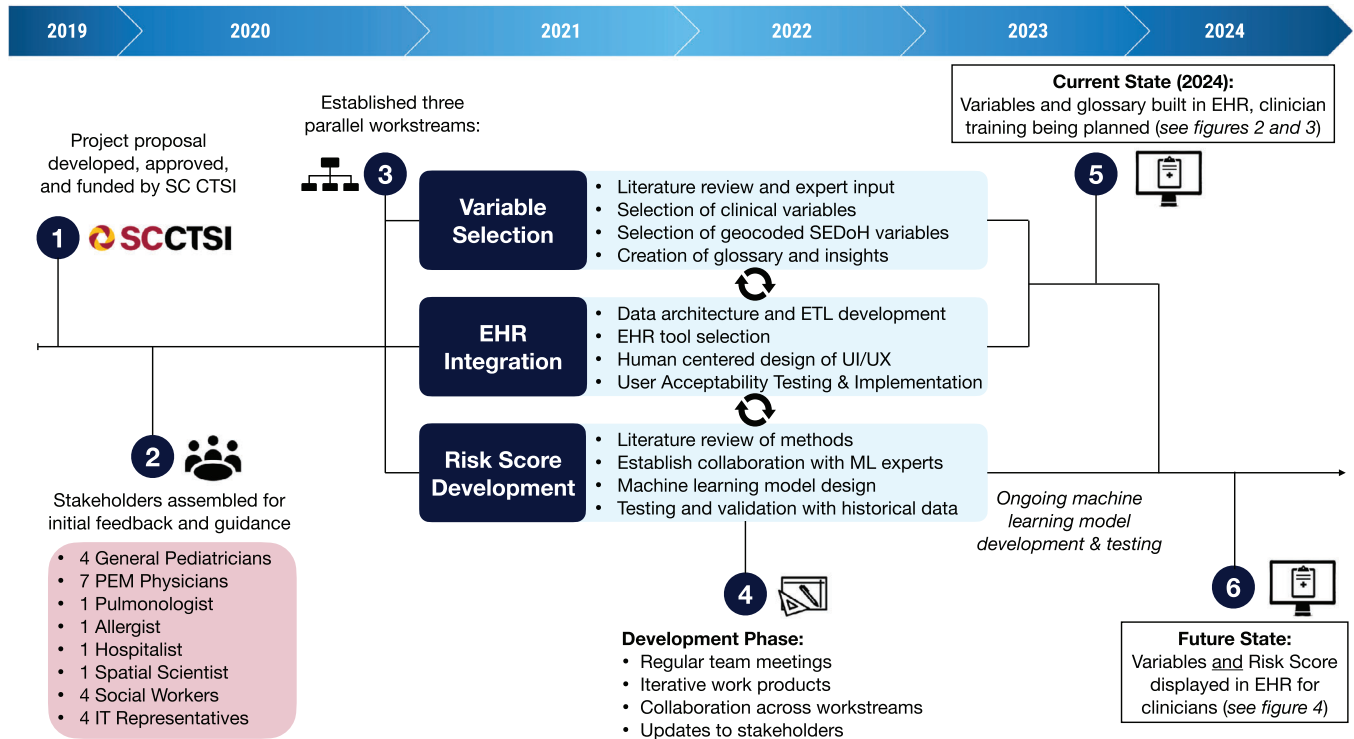 2019 2020 2021 2022 2023 2024
Project proposal
developed, approved,
and funded by SC CTSI
1
SCCTSI
2
Stakeholders assembled for
initial feedback and guidance
• 4 General Pediatricians
• 7 PEM Physicians
• 1 Pulmonologist
• 1 Allergist
• 1 Hospitalist
• 1 Spatial Scientist
• 4 Social Workers
• 4 IT Representatives
Established three
parallel workstreams:
3
Variable
Selection
• Literature review and expert input
• Selection of clinical variables
• Selection of geocoded SEDoH variables
• Creation of glossary and insights
EHR
Integration
• Data architecture and ETL development
• EHR tool selection
• Human centered design of UI/UX
• User Acceptability Testing & Implementation
Risk Score
Development
• Literature review of methods
• Establish collaboration with ML experts
• Machine learning model design
• Testing and validation with historical data
4
Development Phase:
• Regular team meetings
• Iterative work products
• Collaboration across workstreams
• Updates to stakeholders
Current State (2024):
Variables and glossary built in EHR, clinician
training being planned (see figures 2 and 3)
5
Ongoing machine
learning model
development & testing
6
Future State:
Variables and Risk Score
displayed in EHR for
clinicians (see figure 4)